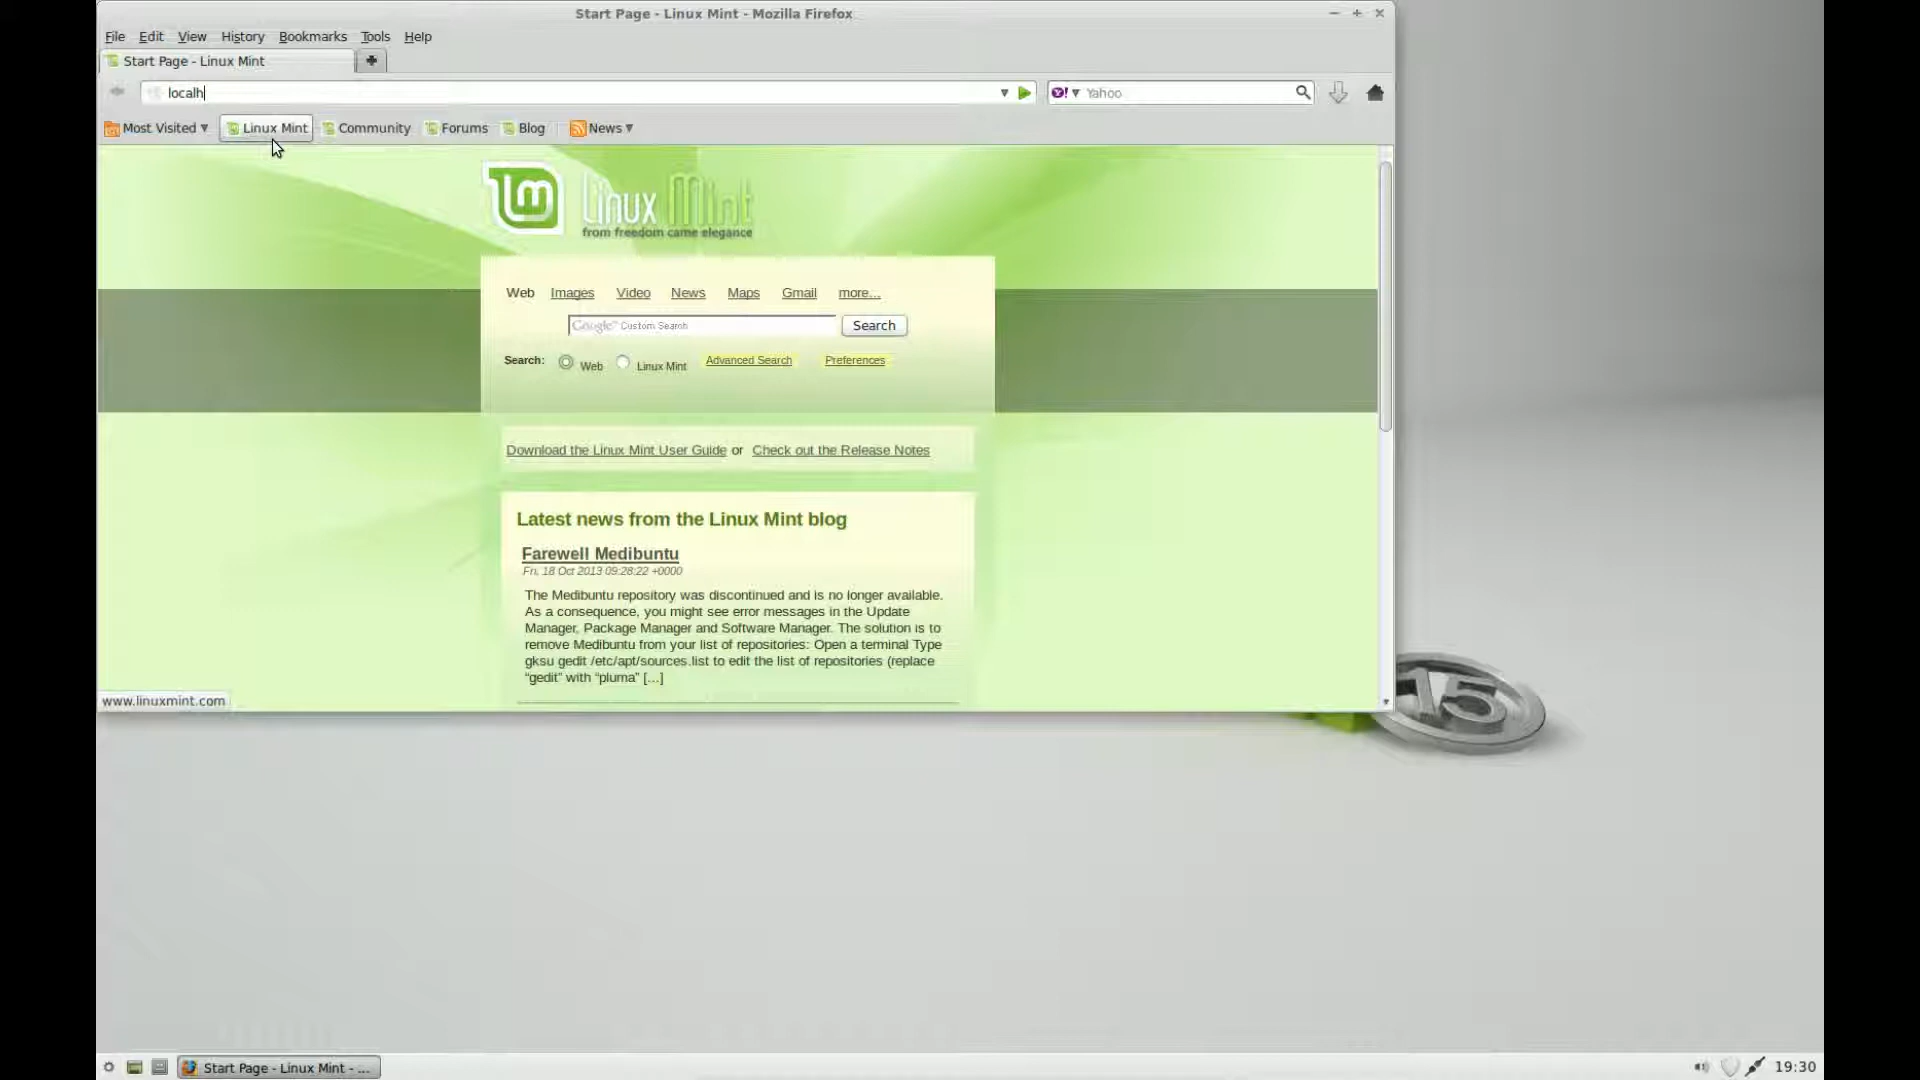 Start Page - Linux Mint - Mozilla Firefox
File Edit View History Bookmarks Tools Help
Start Page - Linux Mint
localh
Yahoo
Most Visited Linux Mint Community Forums Blog News
Linux Mint
from freedom came elegance
Web Images Video News Maps Gmail more...
Google™ Custom Search Search
Search: Web Linux Mint Advanced Search Preferences
Download the Linux Mint User Guide or Check out the Release Notes
Latest news from the Linux Mint blog
Farewell Medibuntu
Fri, 18 Oct 2013 09:28:22 +0000
The Medibuntu repository was discontinued and is no longer available.
As a consequence, you might see error messages in the Update
Manager, Package Manager and Software Manager. The solution is to
remove Medibuntu from your list of repositories: Open a terminal Type
gksu gedit /etc/apt/sources.list to edit the list of repositories (replace
“gedit” with “pluma” […]
www.linuxmint.com
15
Start Page - Linux Mint - ...
19:30